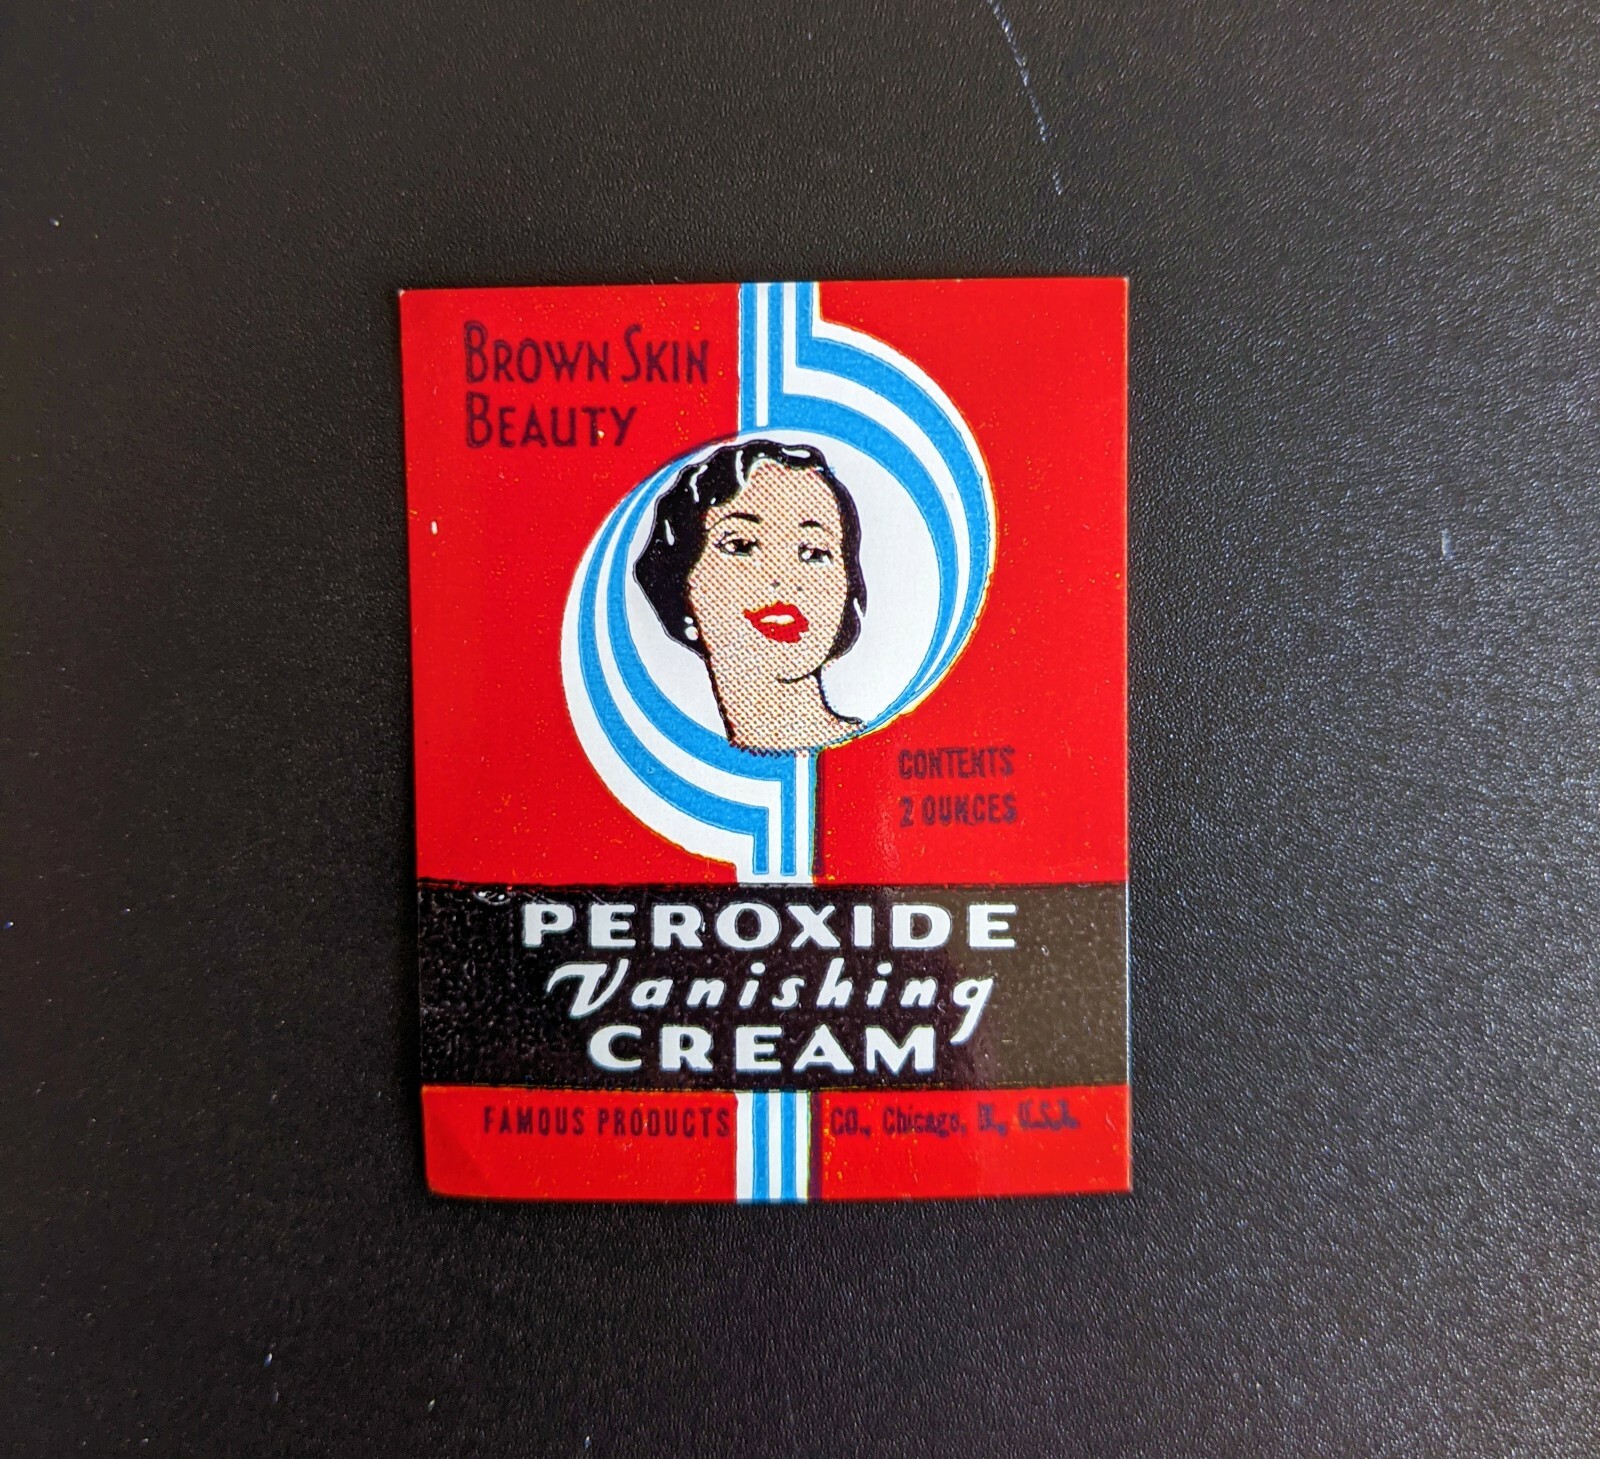 BROWN SKIN
BEAUTY
CONTENTS
2 OUNCES
PEROXIDE
Vanishing
CREAM
FAMOUS PRODUCTS CO., Chicago, Ill., U.S.A.